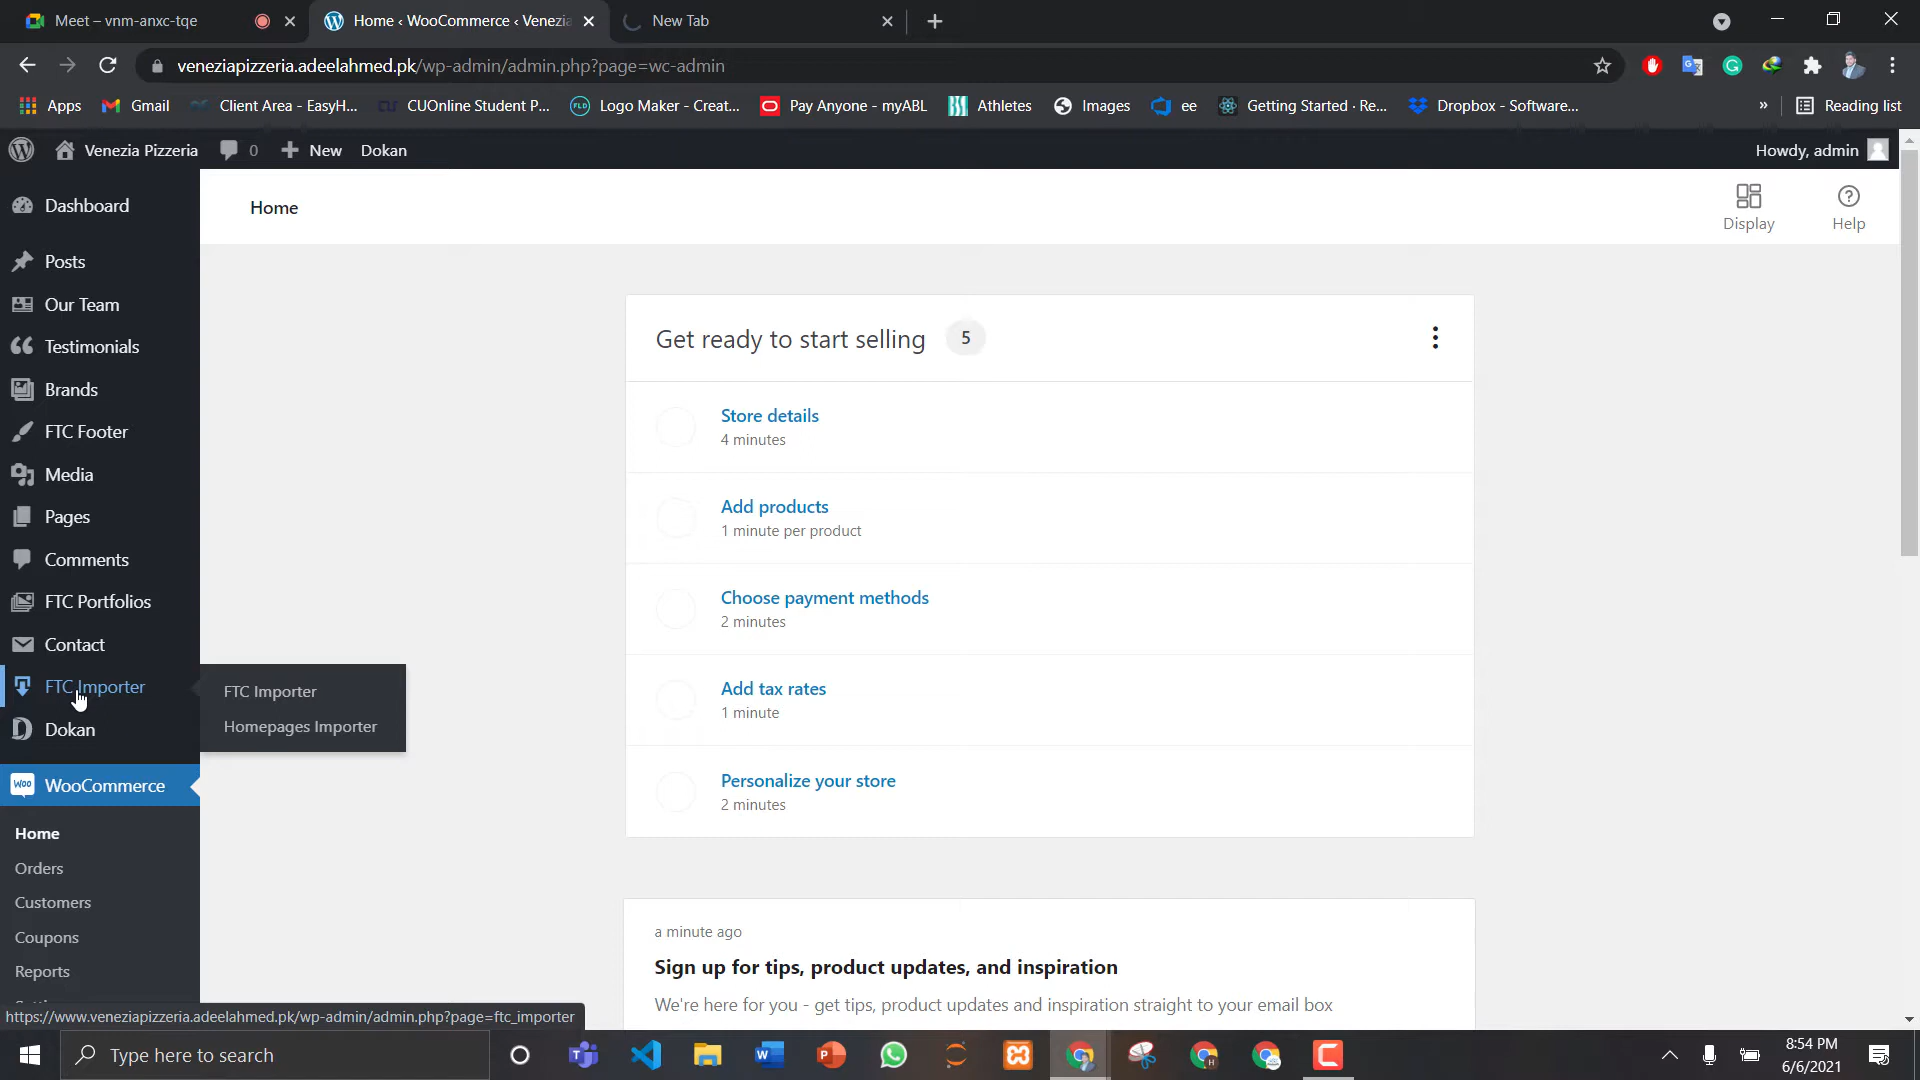 Meet – vnm-anxc-tqe
Home ‹ WooCommerce ‹ Venezia
New Tab
veneziapizzeria.adeelahmed.pk/wp-admin/admin.php?page=wc-admin
Apps
Gmail
Client Area - EasyH...
CUOnline Student P...
Logo Maker - Creat...
Pay Anyone - myABL
Athletes
Images
ee
Getting Started · Re...
Dropbox - Software...
»
Reading list
Venezia Pizzeria
0
New
Dokan
Howdy, admin
Dashboard
Posts
Our Team
Testimonials
Brands
FTC Footer
Media
Pages
Comments
FTC Portfolios
Contact
FTC Importer
Dokan
WooCommerce
Home
Orders
Customers
Coupons
Reports
FTC Importer
Homepages Importer
Home
Display
Help
Get ready to start selling 5
Store details
4 minutes
Add products
1 minute per product
Choose payment methods
2 minutes
Add tax rates
1 minute
Personalize your store
2 minutes
a minute ago
Sign up for tips, product updates, and inspiration
We're here for you - get tips, product updates and inspiration straight to your email box
https://www.veneziapizzeria.adeelahmed.pk/wp-admin/admin.php?page=ftc_importer
Type here to search
8:54 PM
6/6/2021